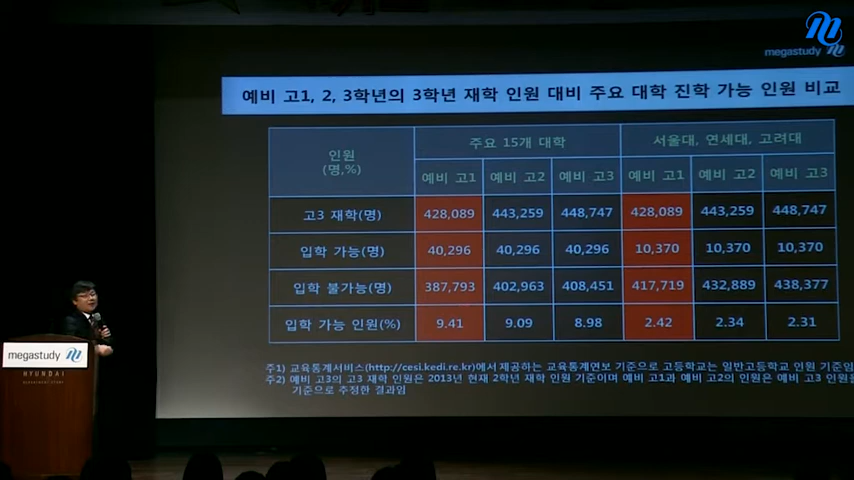 megastudy
예비 고1, 2, 3학년의 3학년 재학 인원 대비 주요 대학 진학 가능 인원 비교
인원
(명,%)
주요 15개 대학
서울대, 연세대, 고려대
예비 고1 예비 고2 예비 고3 예비 고1 예비 고2 예비 고3
고3 재학(명) 428,089 443,259 448,747 428,089 443,259 448,747
입학 가능(명) 40,296 40,296 40,296 10,370 10,370 10,370
입학 불가능(명) 387,793 402,963 408,451 417,719 432,889 438,377
입학 가능 인원(%) 9.41 9.09 8.98 2.42 2.34 2.31
주1) 교육통계서비스(http://cesi.kedi.re.kr)에서 제공하는 교육통계연보 기준으로 고등학교는 일반고등학교 인원 기준임
주2) 예비 고3의 고3 재학 인원은 2013년 현재 2학년 재학 인원 기준이며 예비 고1과 예비 고2의 인원은 예비 고3 인원을
기준으로 추정한 결과임
megastudy
HYUNDAI
DEPARTMENT STORE